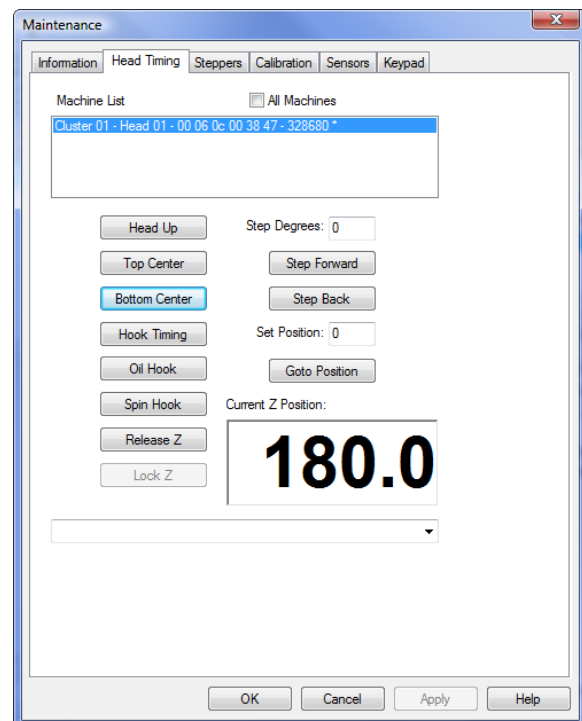 Maintenance
Information Head Timing Steppers Calibration Sensors Keypad
Machine List All Machines
Cluster 01 - Head 01 - 00 06 0c 00 38 47 - 328680 *
Head Up Step Degrees: 0
Top Center Step Forward
Bottom Center Step Back
Hook Timing Set Position: 0
Oil Hook Goto Position
Spin Hook Current Z Position:
Release Z 180.0
Lock Z
OK Cancel Apply Help